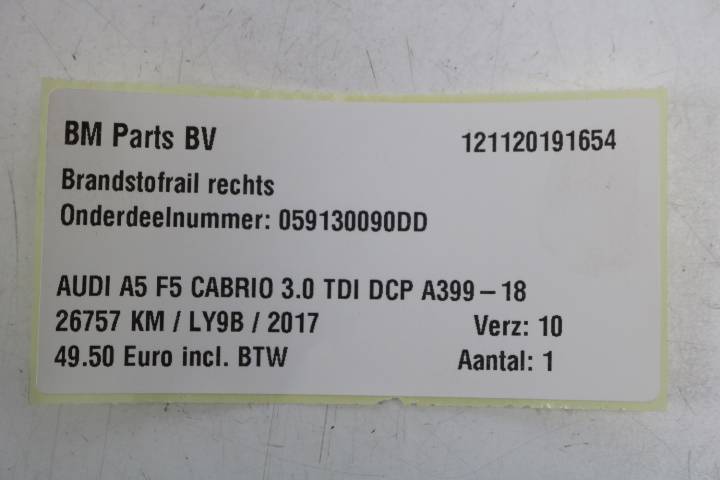 BM Parts BV 121120191654
Brandstofrail rechts
Onderdeelnummer: 059130090DD
AUDI A5 F5 CABRIO 3.0 TDI DCP A399 – 18
26757 KM / LY9B / 2017 Verz: 10
49.50 Euro incl. BTW Aantal: 1